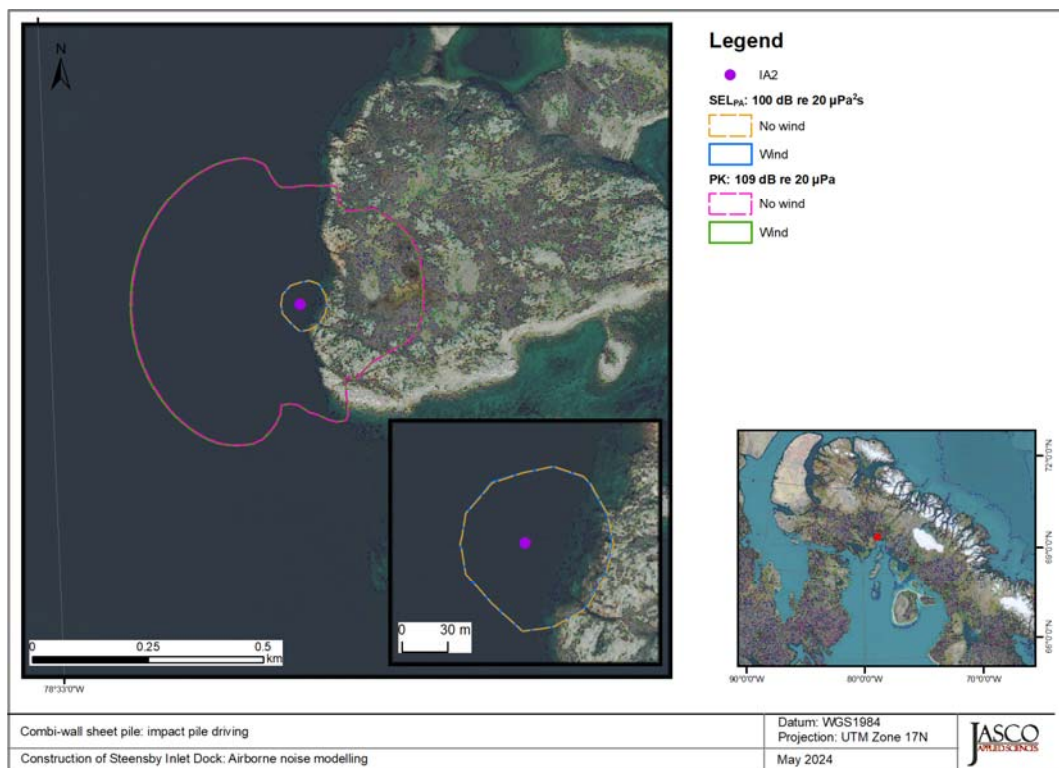 N
Legend
IA2
SELPA: 100 dB re 20 µPa²s
No wind
Wind
PK: 109 dB re 20 µPa
No wind
Wind
0 30 m
0 0.25 0.5
km
78°33'0"W
72°0'0"N
69°0'0"N
66°0'0"N
90°0'0"W 80°0'0"W 70°0'0"W
Combi-wall sheet pile: impact pile driving
Construction of Steensby Inlet Dock: Airborne noise modelling
Datum: WGS1984
Projection: UTM Zone 17N
May 2024
JASCO
APPLIED SCIENCES